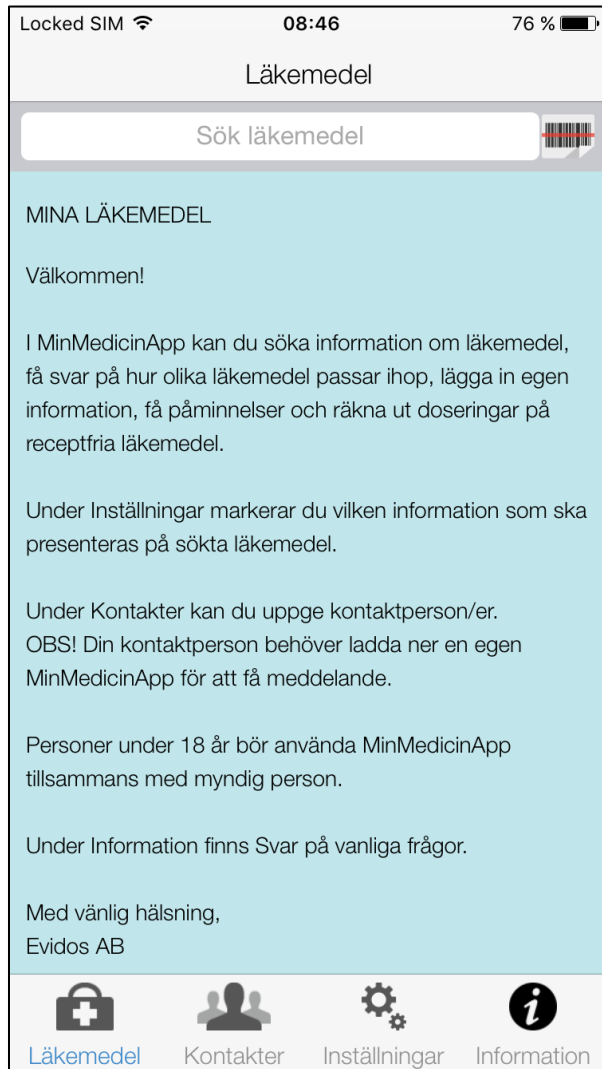 Locked SIM 08:46 76 %
Läkemedel
Sök läkemedel
MINA LÄKEMEDEL
Välkommen!
I MinMedicinApp kan du söka information om läkemedel,
få svar på hur olika läkemedel passar ihop, lägga in egen
information, få påminnelser och räkna ut doseringar på
receptfria läkemedel.
Under Inställningar markerar du vilken information som ska
presenteras på sökta läkemedel.
Under Kontakter kan du uppge kontaktperson/er.
OBS! Din kontaktperson behöver ladda ner en egen
MinMedicinApp för att få meddelande.
Personer under 18 år bör använda MinMedicinApp
tillsammans med myndig person.
Under Information finns Svar på vanliga frågor.
Med vänlig hälsning,
Evidos AB
Läkemedel Kontakter Inställningar Information